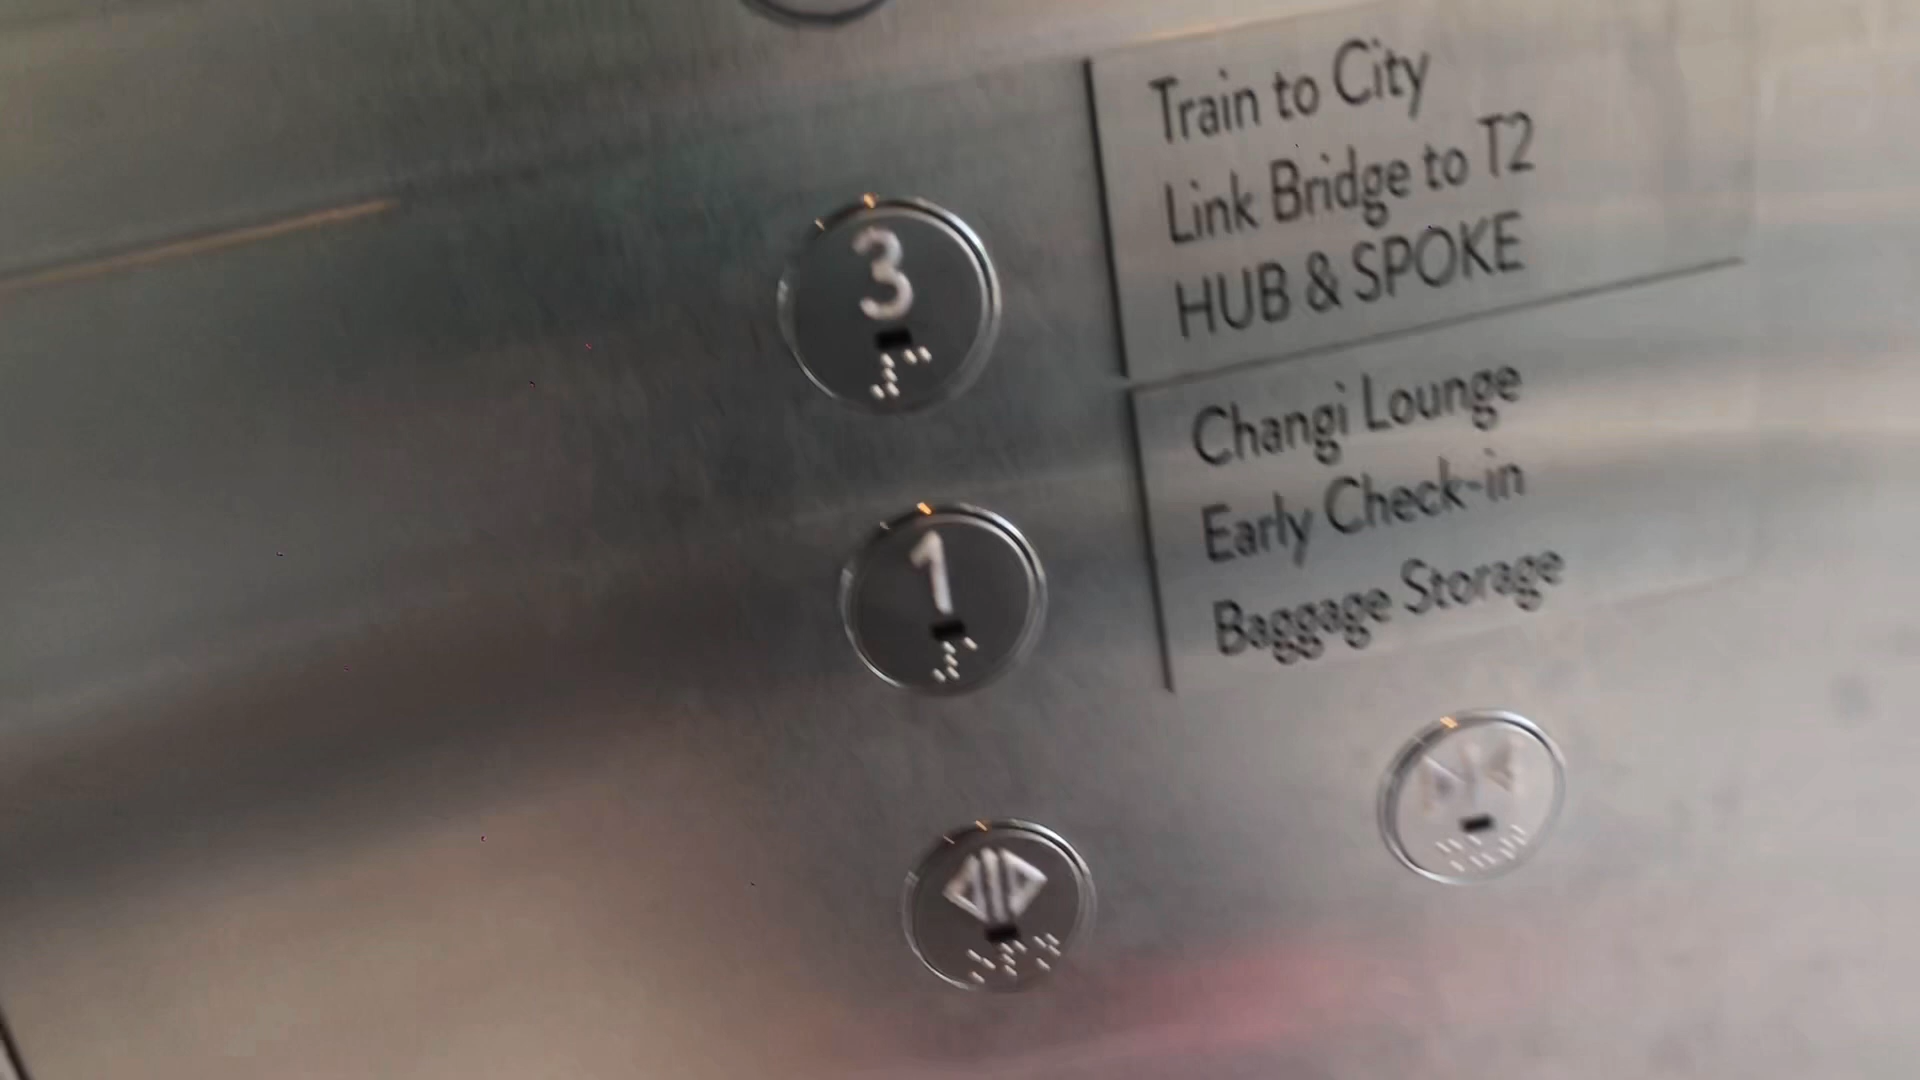 3
Train to City
Link Bridge to T2
HUB & SPOKE
1
Changi Lounge
Early Check-in
Baggage Storage